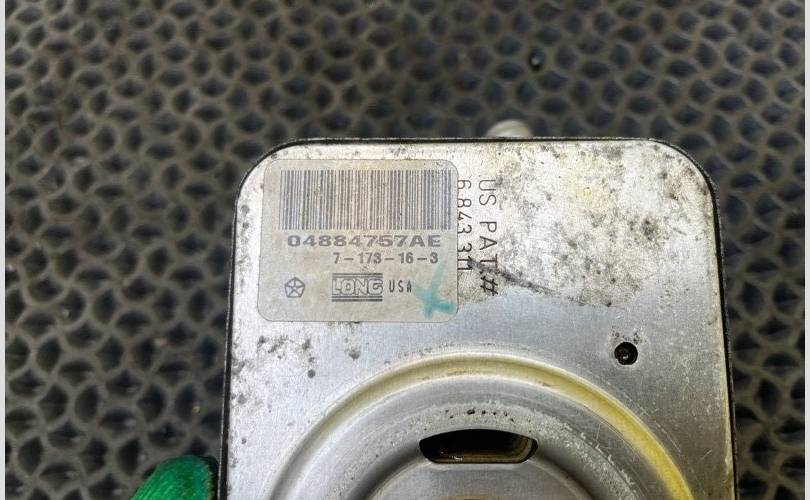 04884757AE
7-173-16-3
LONG USA
US PAT.#
6 843 311